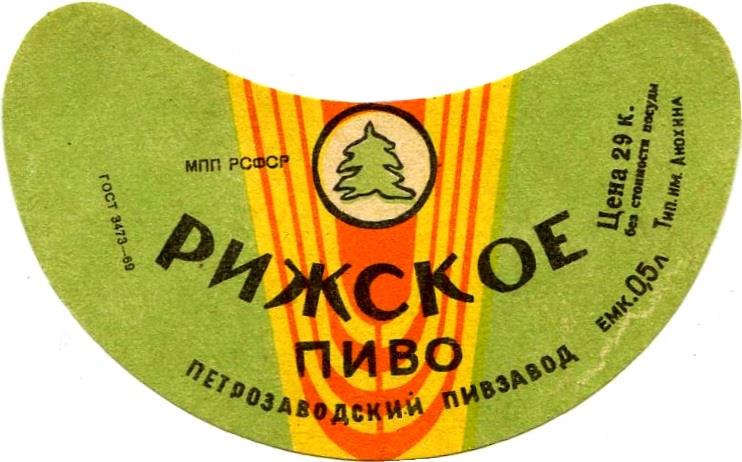 МПП РСФСР
ГОСТ 3473—69
РИЖСКОЕ
ПИВО
ПЕТРОЗАВОДСКИЙ ПИВЗАВОД
Цена 29 к.
без стоимости посуды
Тип. им. Анохина
ЕМК. 0,5 л